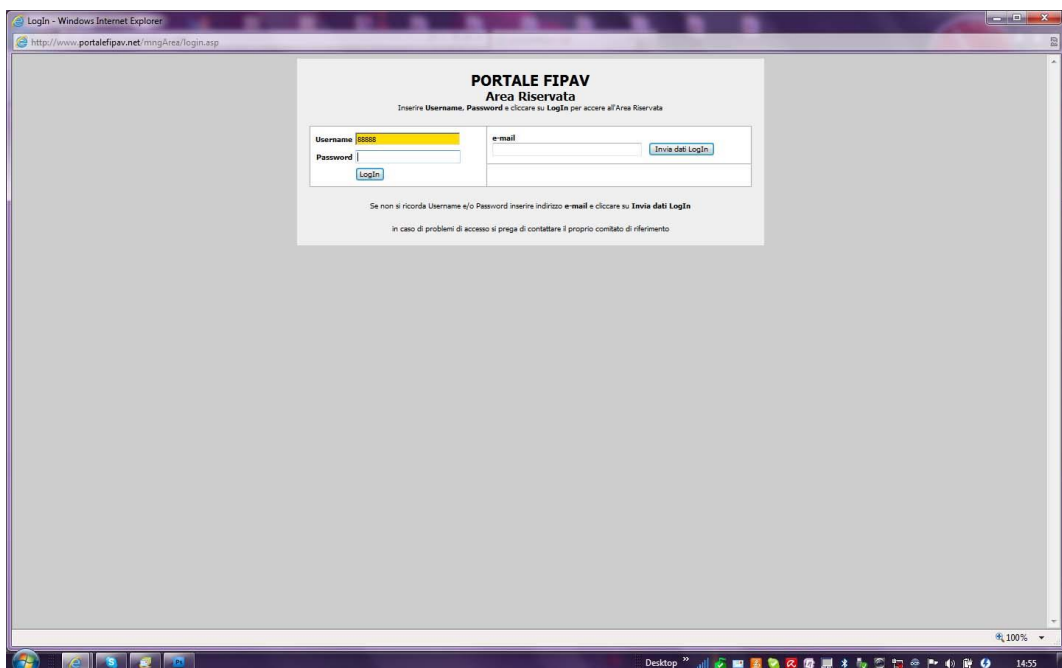 LogIn - Windows Internet Explorer
http://www.portalefipav.net/mngArea/login.asp
PORTALE FIPAV
Area Riservata
Inserire Username, Password e cliccare su LogIn per accere all'Area Riservata
Username 88888
Password
LogIn
e-mail
Invia dati LogIn
Se non si ricorda Username e/o Password inserire indirizzo e-mail e cliccare su Invia dati LogIn
in caso di problemi di accesso si prega di contattare il proprio comitato di riferimento
100%
Desktop
14:55